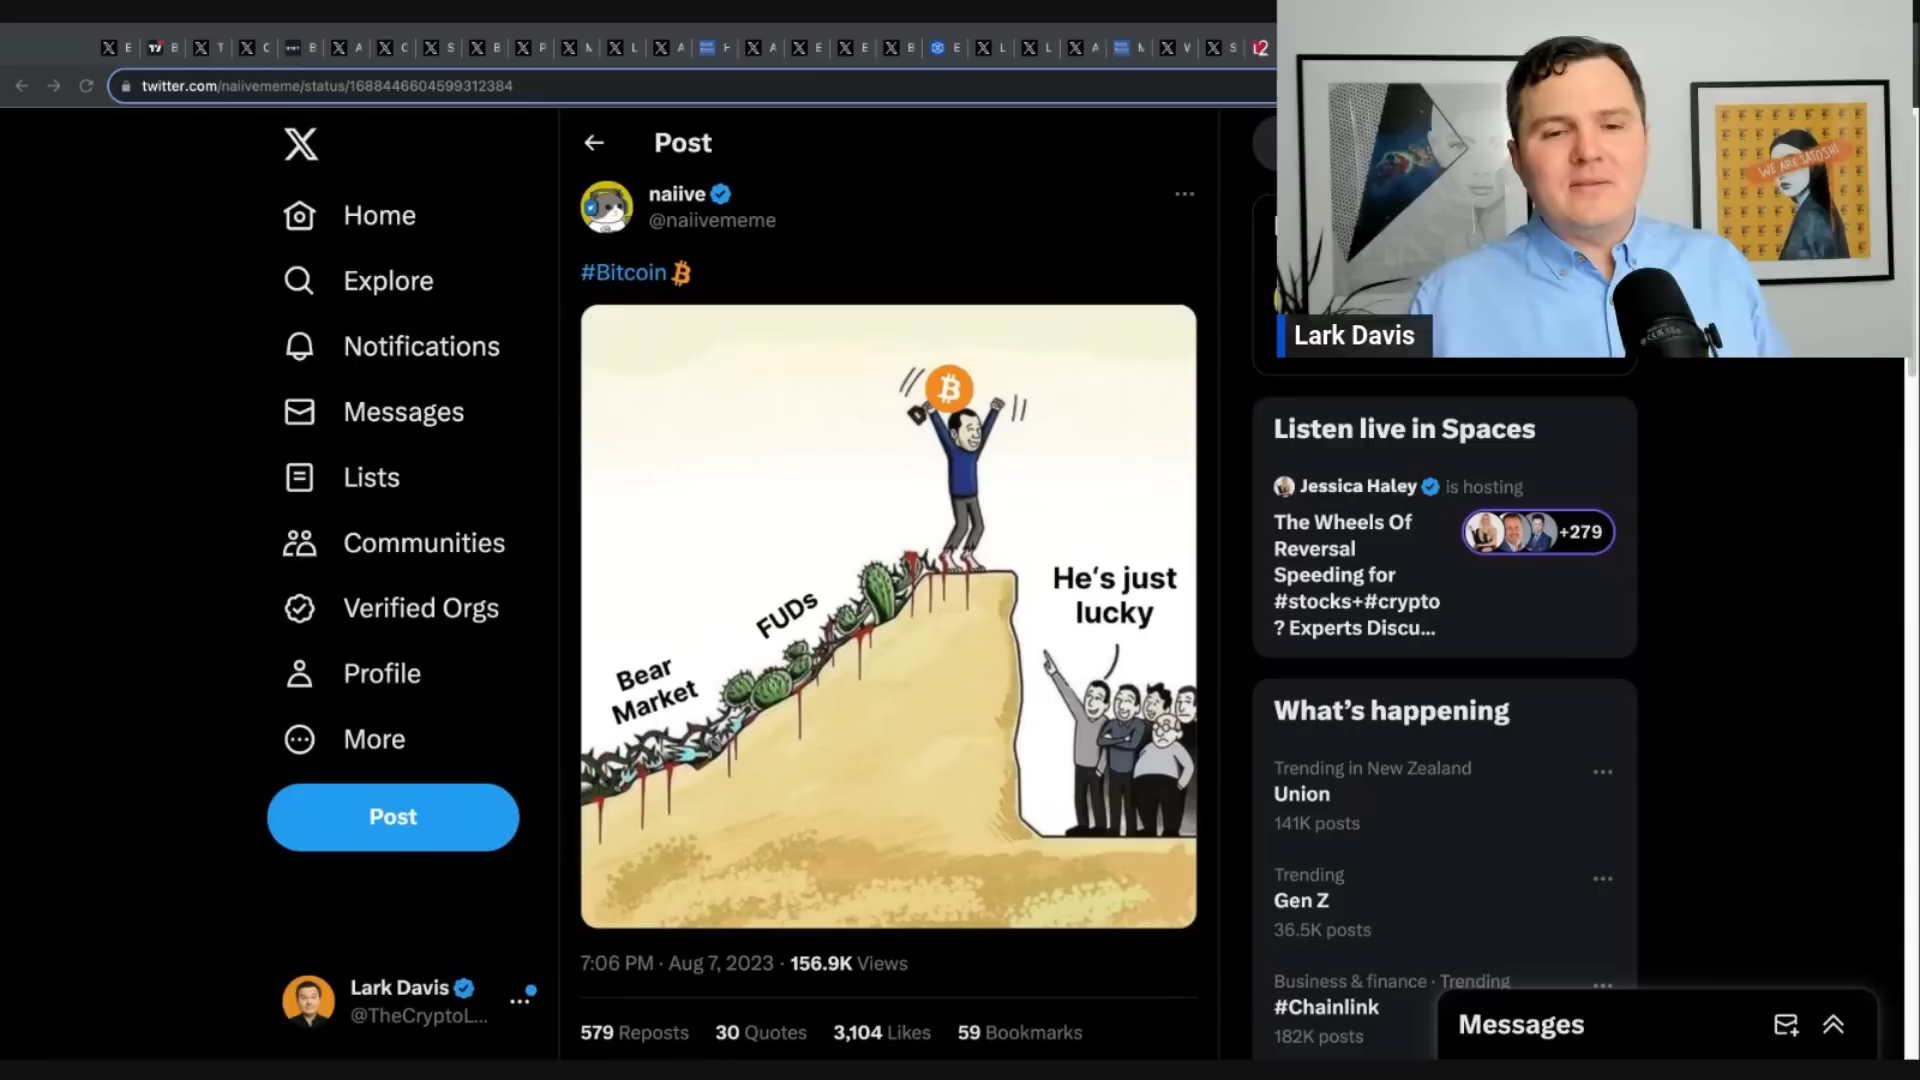 E
B
T
C
B
A
C
S
B
P
M
L
A
H
A
E
E
B
E
L
L
A
M
V
S
twitter.com/naiivememe/status/1688446604599312384
Home
Explore
Notifications
Messages
Lists
Communities
Verified Orgs
Profile
More
Post
Lark Davis
@TheCryptoL...
Post
naiive
@naiivememe
#Bitcoin
Bear
Market
FUDs
He's just
lucky
7:06 PM · Aug 7, 2023 · 156.9K Views
579 Reposts 30 Quotes 3,104 Likes 59 Bookmarks
WE ARE SATOSHI
Lark Davis
Listen live in Spaces
Jessica Haley is hosting
The Wheels Of
Reversal
Speeding for
#stocks+#crypto
? Experts Discu...
+279
What's happening
Trending in New Zealand
Union
141K posts
Trending
Gen Z
36.5K posts
Business & finance · Trending
#Chainlink
182K posts
Messages